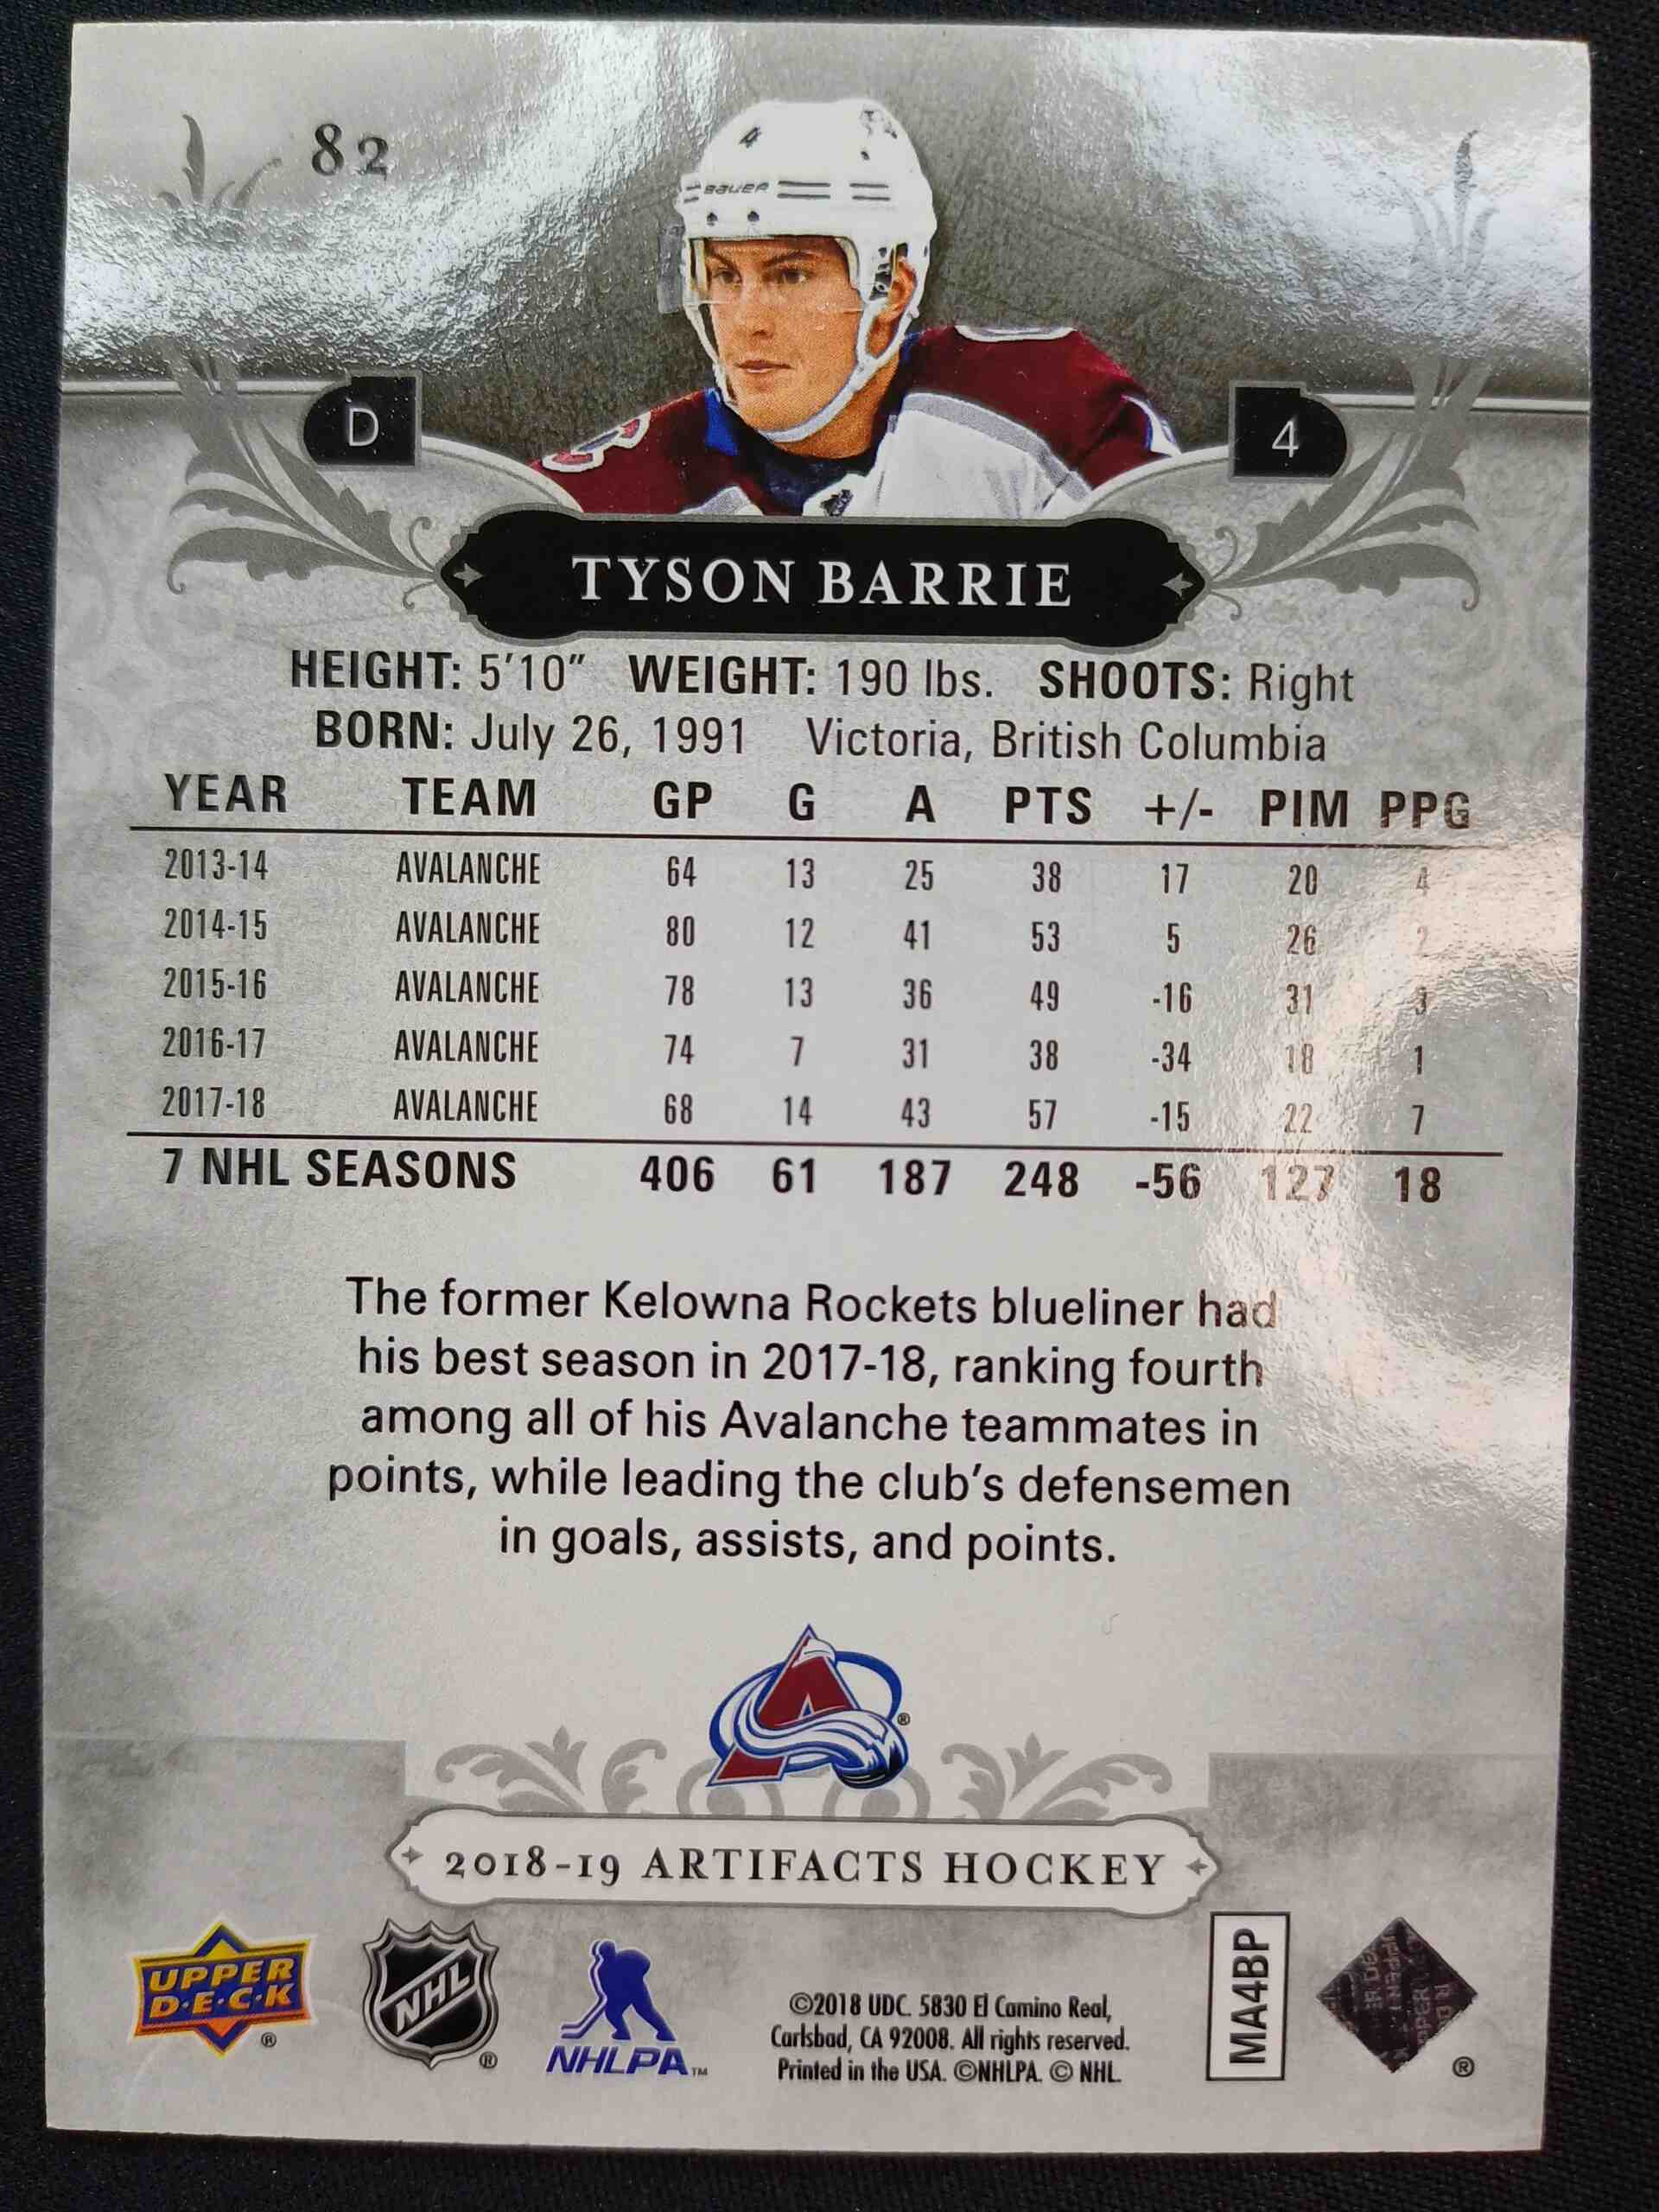 82
4
BAUER
D
4
TYSON BARRIE
HEIGHT: 5'10" WEIGHT: 190 lbs. SHOOTS: Right
BORN: July 26, 1991 Victoria, British Columbia
YEAR TEAM GP G A PTS +/- PIM PPG
2013-14 AVALANCHE 64 13 25 38 17 20 4
2014-15 AVALANCHE 80 12 41 53 5 26 2
2015-16 AVALANCHE 78 13 36 49 -16 31 3
2016-17 AVALANCHE 74 7 31 38 -34 18 1
2017-18 AVALANCHE 68 14 43 57 -15 22 7
7 NHL SEASONS 406 61 187 248 -56 127 18
The former Kelowna Rockets blueliner had
his best season in 2017-18, ranking fourth
among all of his Avalanche teammates in
points, while leading the club's defensemen
in goals, assists, and points.
A ®
2018-19 ARTIFACTS HOCKEY
UPPER
D·E·C·K ®
NHL ®
NHLPA™
©2018 UDC. 5830 El Camino Real,
Carlsbad, CA 92008. All rights reserved.
Printed in the USA. ©NHLPA. © NHL.
MA4BP
®